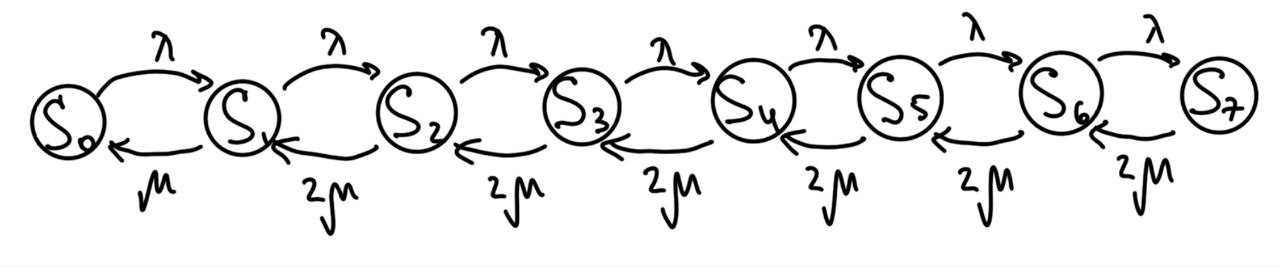 λ λ λ λ λ λ λ
S₀ S₁ S₂ S₃ S₄ S₅ S₆ S₇
μ 2μ 2μ 2μ 2μ 2μ 2μ